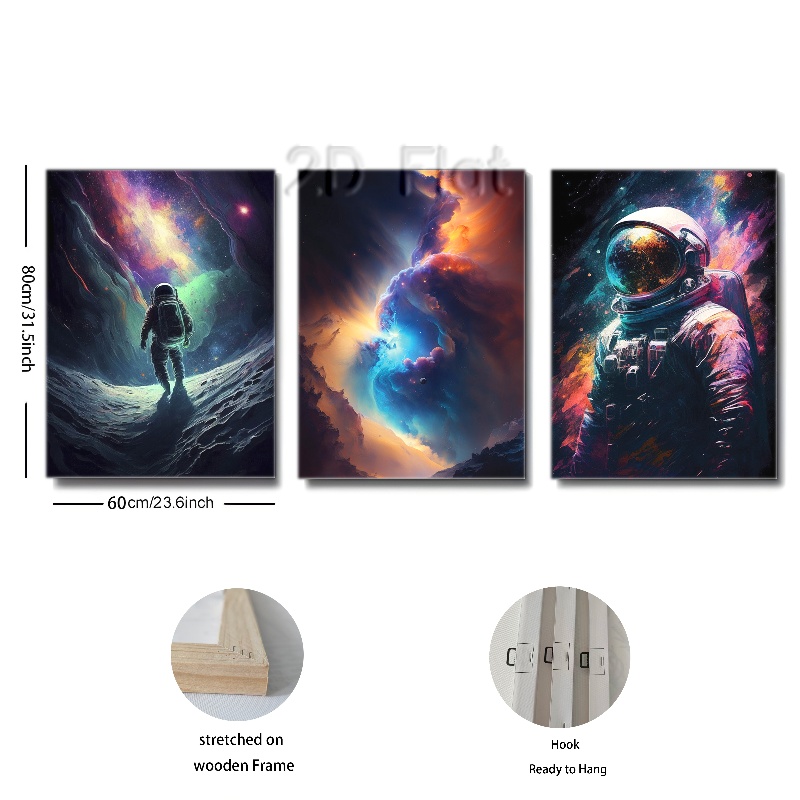 2D Flat
80cm/31.5inch
60cm/23.6inch
stretched on
wooden Frame
Hook
Ready to Hang